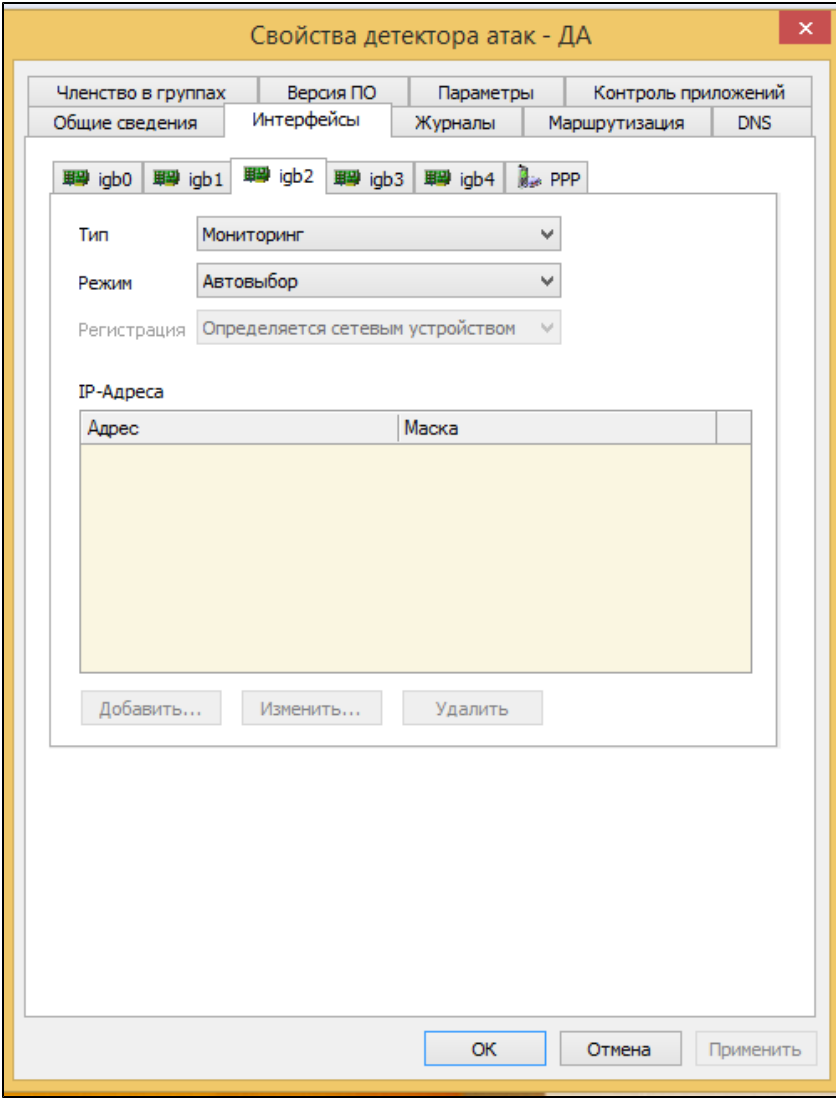 Свойства детектора атак - ДА
Членство в группах Версия ПО Параметры Контроль приложений
Общие сведения Интерфейсы Журналы Маршрутизация DNS
igb0 igb1 igb2 igb3 igb4 PPP
Тип Мониторинг
Режим Автовыбор
Регистрация Определяется сетевым устройством
IP-Адреса
Адрес Маска
Добавить... Изменить... Удалить
ОК Отмена Применить